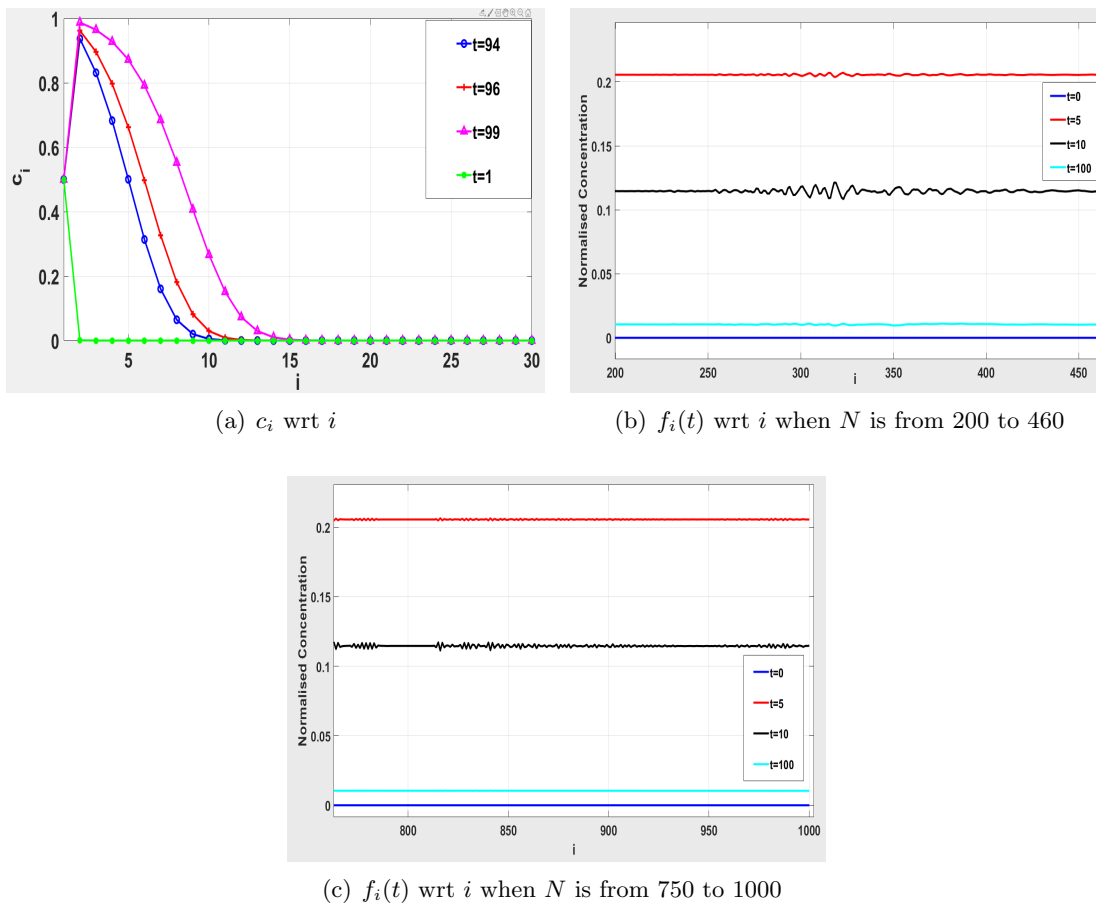 1
0.8
0.6
0.4
0.2
0
c_i
5
10
15
20
25
30
i
t=94
t=96
t=99
t=1
(a) c_i wrt i
0.2
0.15
0.1
0.05
0
Normalised Concentration
200
250
300
350
400
450
i
t=0
t=5
t=10
t=100
(b) f_i(t) wrt i when N is from 200 to 460
0.2
0.15
0.1
0.05
0
Normalised Concentration
800
850
900
950
1000
i
t=0
t=5
t=10
t=100
(c) f_i(t) wrt i when N is from 750 to 1000